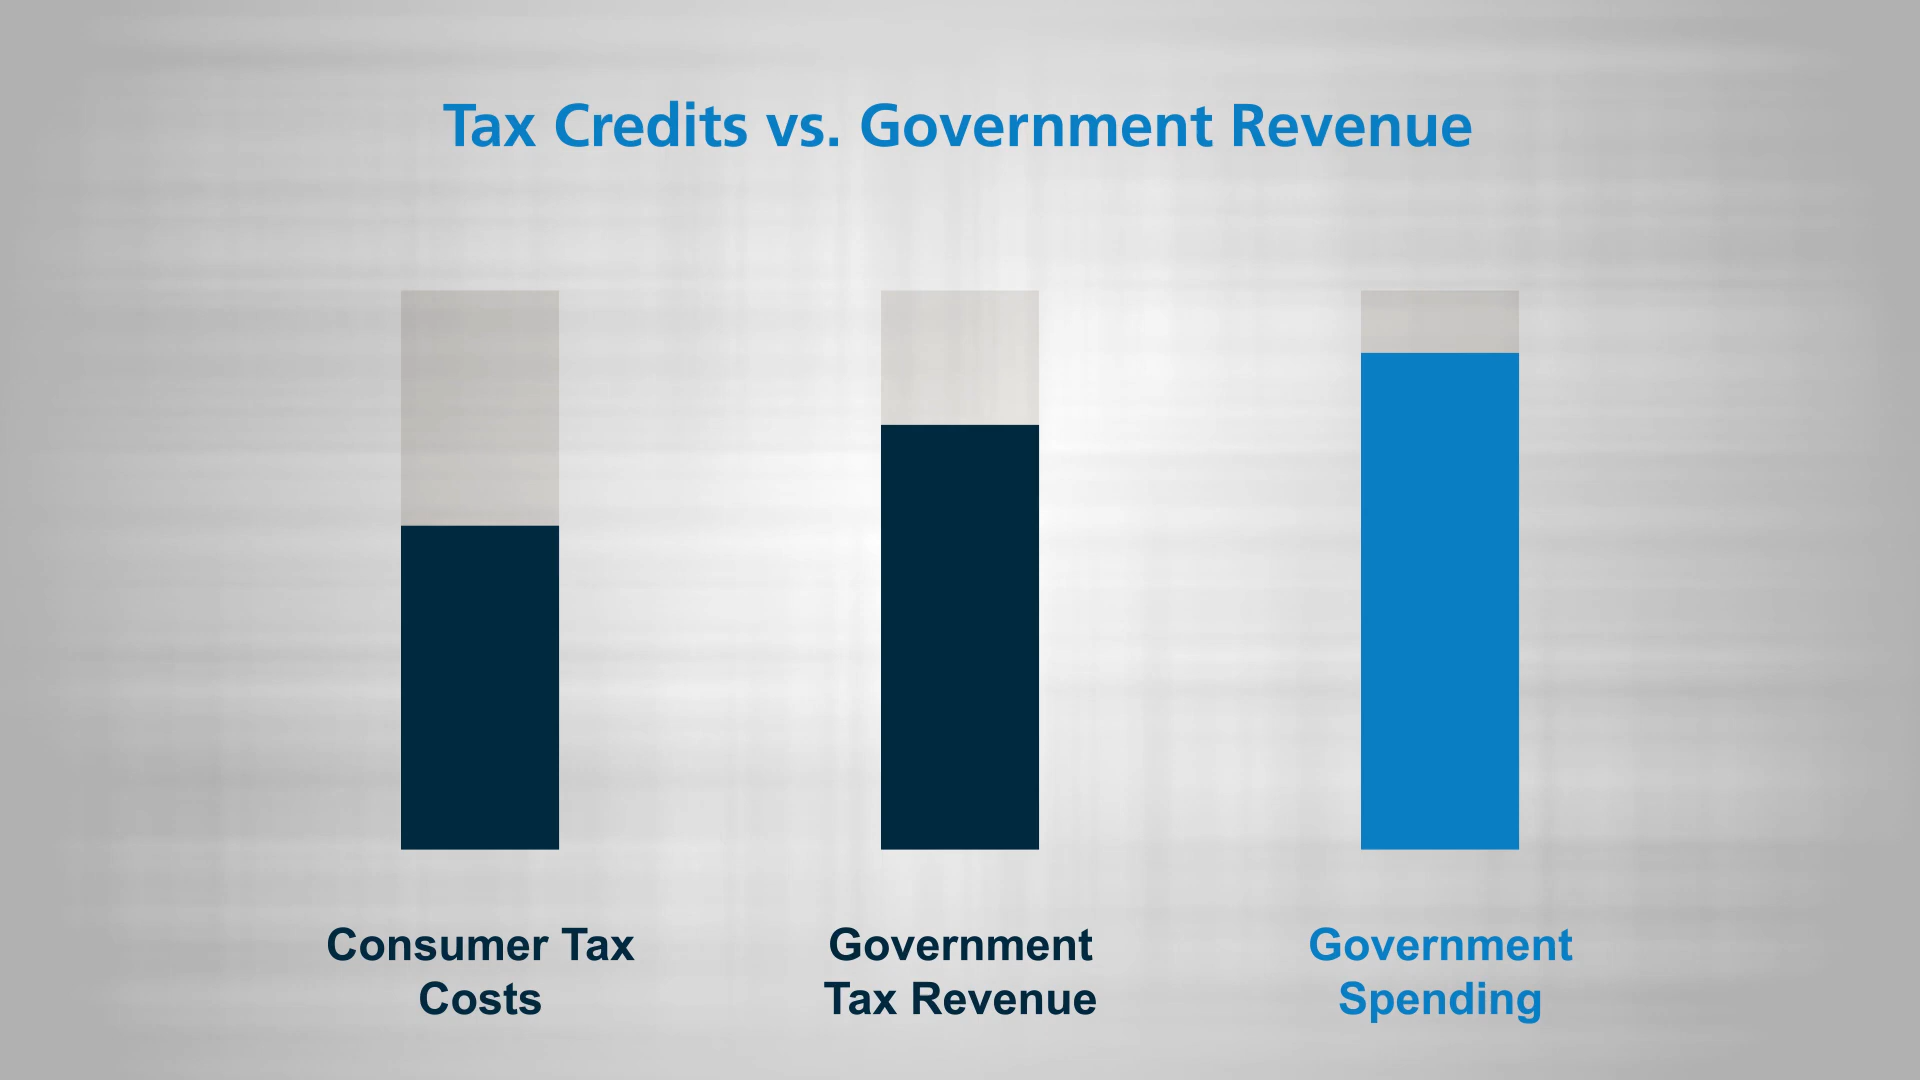 Tax Credits vs. Government Revenue
Consumer Tax
Costs
Government
Tax Revenue
Government
Spending